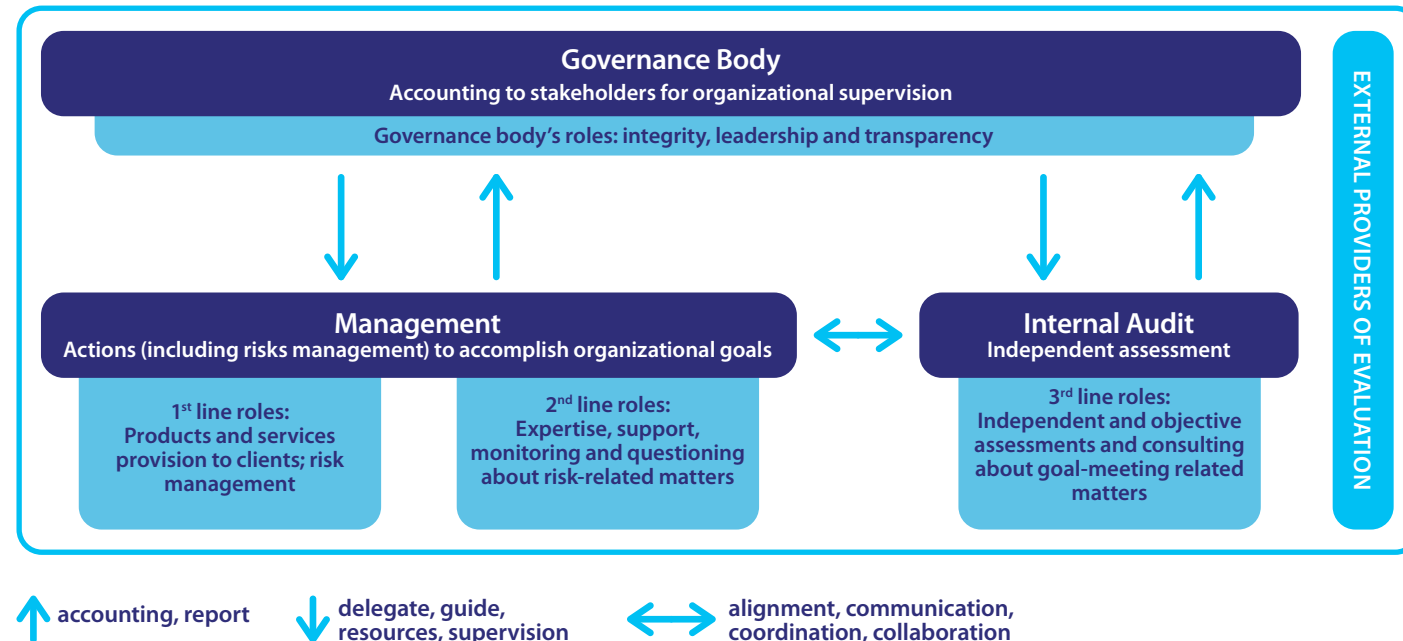 Governance Body
Accounting to stakeholders for organizational supervision
Governance body's roles: integrity, leadership and transparency
EXTERNAL PROVIDERS OF EVALUATION
Management
Actions (including risks management) to accomplish organizational goals
1st line roles:
Products and services
provision to clients; risk
management
2nd line roles:
Expertise, support,
monitoring and questioning
about risk-related matters
Internal Audit
Independent assessment
3rd line roles:
Independent and objective
assessments and consulting
about goal-meeting related
matters
accounting, report
delegate, guide,
resources, supervision
alignment, communication,
coordination, collaboration